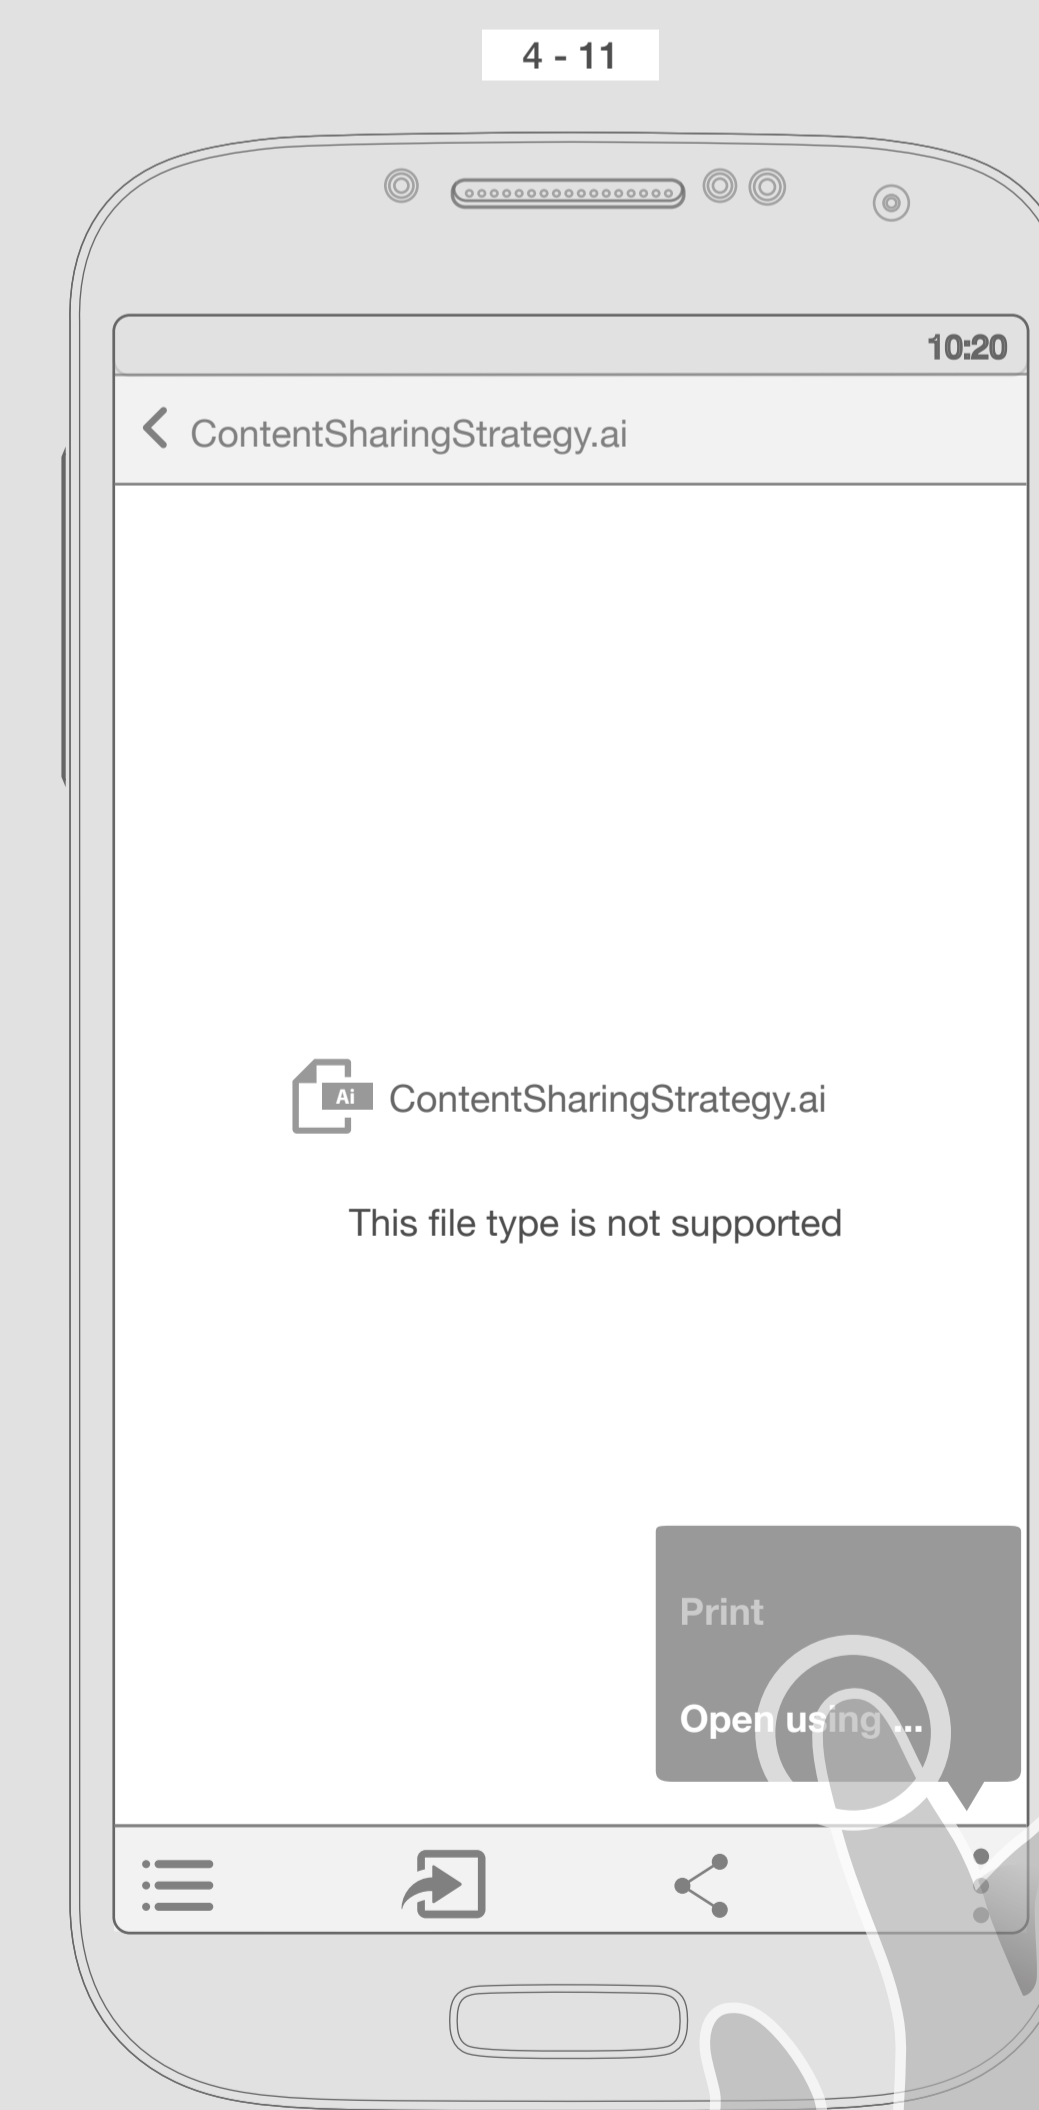 4 - 11
10:20
ContentSharingStrategy.ai
Ai
ContentSharingStrategy.ai
This file type is not supported
Print
Open using ...